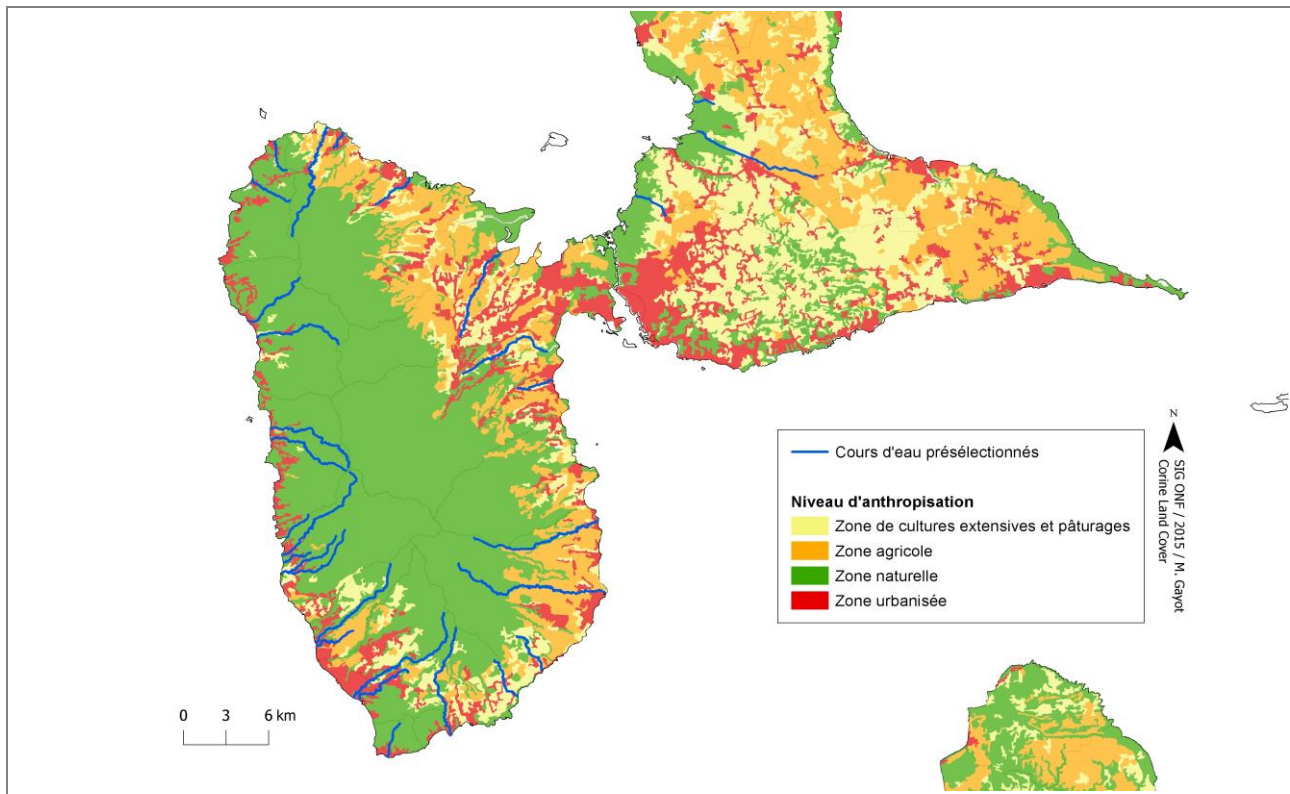 Cours d'eau présélectionnés
Niveau d'anthropisation
Zone de cultures extensives et pâturages
Zone agricole
Zone naturelle
Zone urbanisée
N
SIG ONF / 2015 / M. Gayot
Corine Land Cover
0 3 6 km